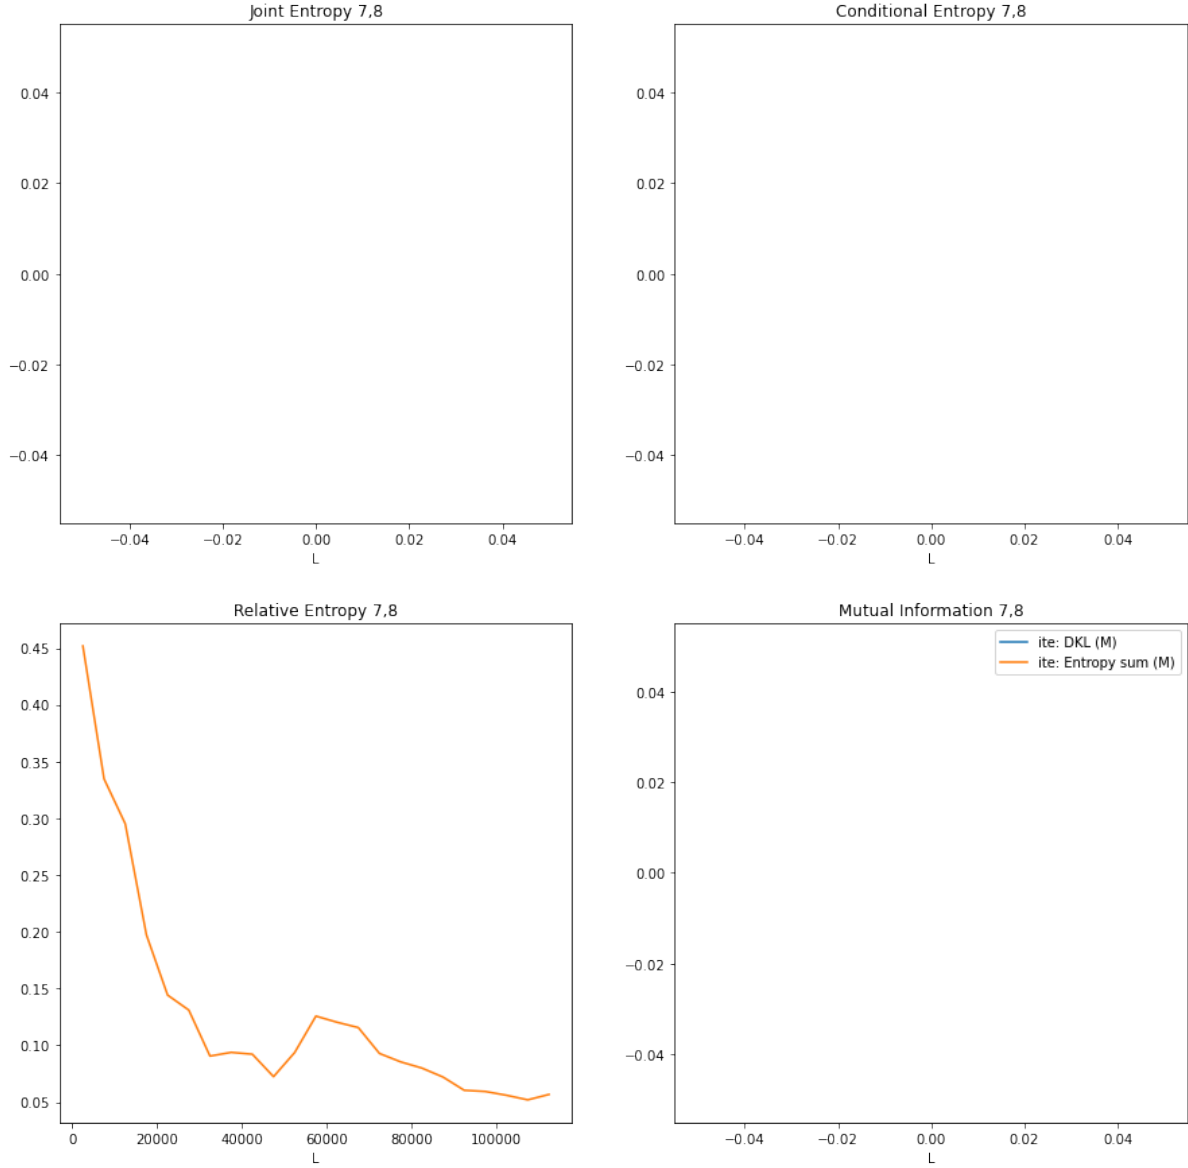 Joint Entropy 7,8
0.04
0.02
0.00
−0.02
−0.04
−0.04 −0.02 0.00 0.02 0.04
L
Conditional Entropy 7,8
0.04
0.02
0.00
−0.02
−0.04
−0.04 −0.02 0.00 0.02 0.04
L
Relative Entropy 7,8
0.45
0.40
0.35
0.30
0.25
0.20
0.15
0.10
0.05
0 20000 40000 60000 80000 100000
L
Mutual Information 7,8
ite: DKL (M)
ite: Entropy sum (M)
0.04
0.02
0.00
−0.02
−0.04
−0.04 −0.02 0.00 0.02 0.04
L